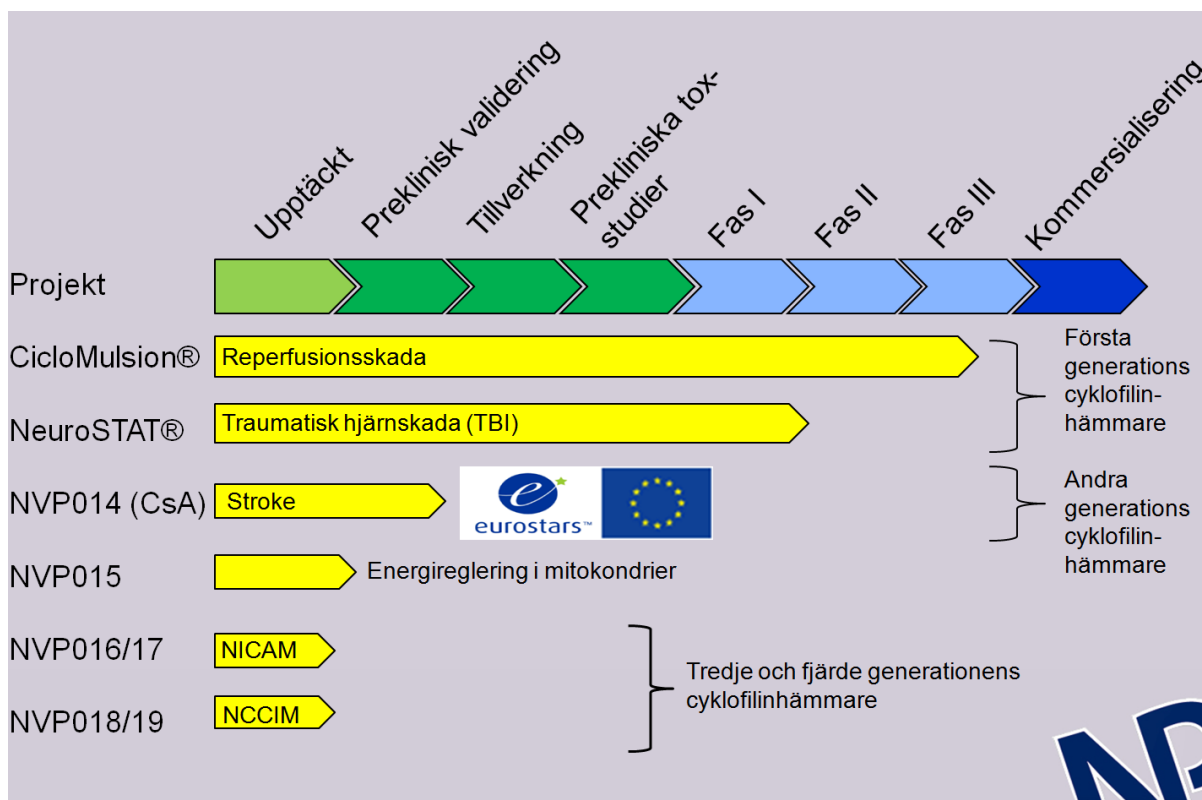 Upptäckt
Preklinisk validering
Tillverkning
Prekliniska tox-
studier
Fas I
Fas II
Fas III
Kommersialisering
Projekt
CicloMulsion®
Reperfusionsskada
NeuroSTAT®
Traumatisk hjärnskada (TBI)
Första
generations
cyklofilin-
hämmare
NVP014 (CsA)
Stroke
e
eurostars™
Andra
generations
cyklofilin-
hämmare
NVP015
Energireglering i mitokondrier
NVP016/17
NICAM
NVP018/19
NCCIM
Tredje och fjärde generationens
cyklofilinhämmare